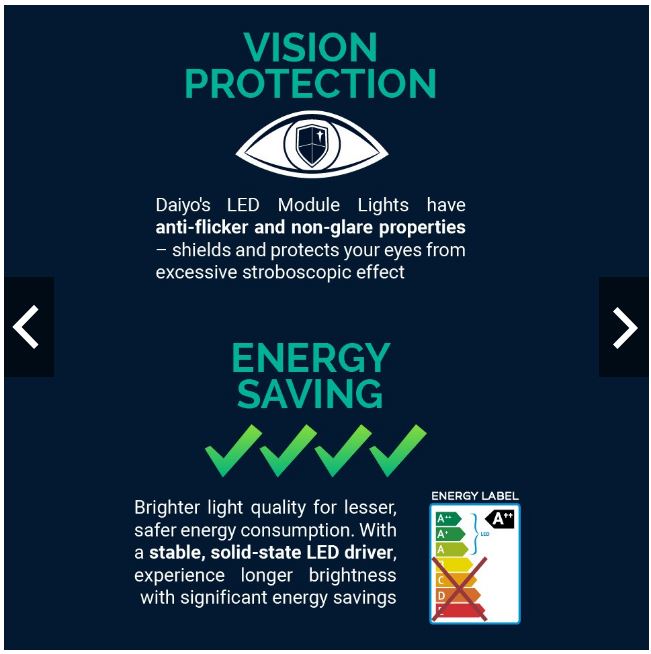 VISION
PROTECTION
Daiyo's LED Module Lights have
anti-flicker and non-glare properties
– shields and protects your eyes from
excessive stroboscopic effect
ENERGY
SAVING
Brighter light quality for lesser,
safer energy consumption. With
a stable, solid-state LED driver,
experience longer brightness
with significant energy savings
ENERGY LABEL
A++
A++
A+
LED
A
C
D